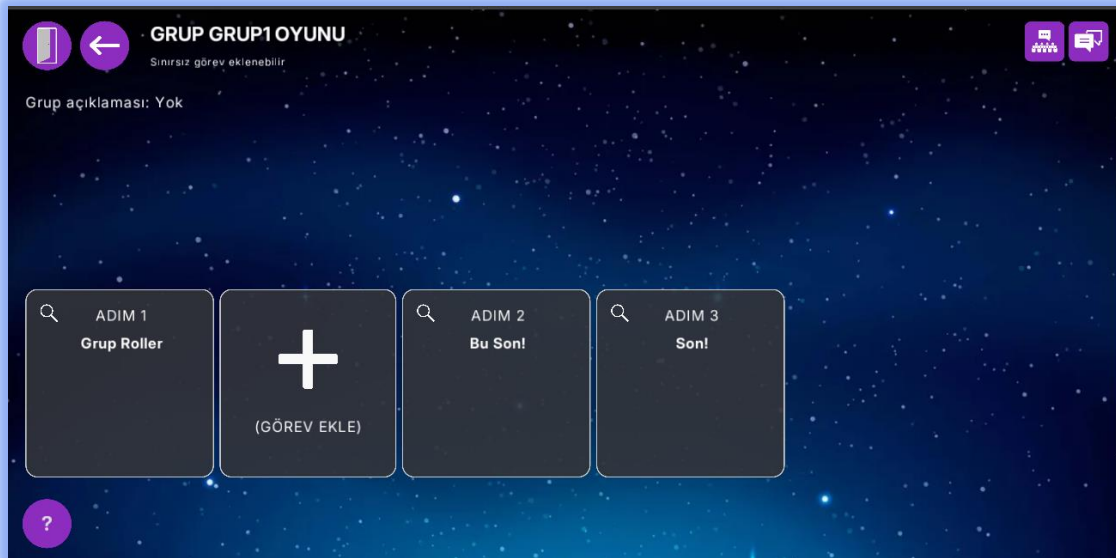 GRUP GRUP1 OYUNU
Sınırsız görev eklenebilir
Grup açıklaması: Yok
ADIM 1
Grup Roller
(GÖREV EKLE)
ADIM 2
Bu Son!
ADIM 3
Son!
?